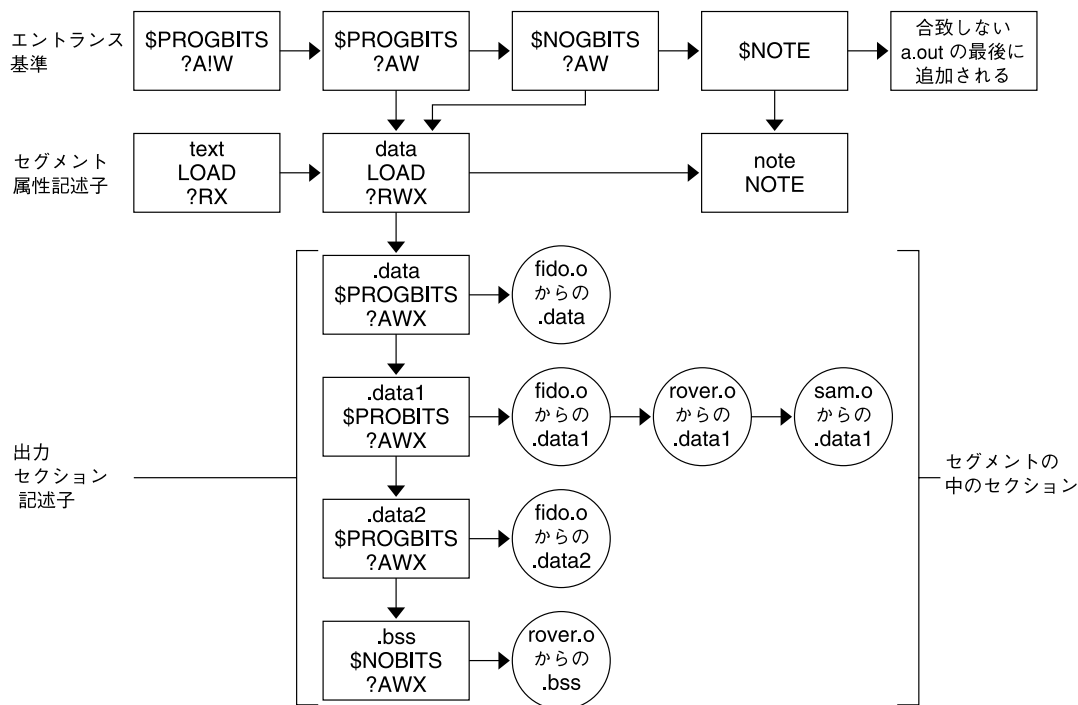 エントランス
基準
$PROGBITS
?A!W
$PROGBITS
?AW
$NOGBITS
?AW
$NOTE
合致しない
a.out の最後に
追加される
セグメント
属性記述子
text
LOAD
?RX
data
LOAD
?RWX
note
NOTE
.data
$PROGBITS
?AWX
fido.o
からの
.data
.data1
$PROBITS
?AWX
fido.o
からの
.data1
rover.o
からの
.data1
sam.o
からの
.data1
出力
セクション
記述子
セグメントの
中のセクション
.data2
$PROGBITS
?AWX
fido.o
からの
.data2
.bss
$NOBITS
?AWX
rover.o
からの
.bss